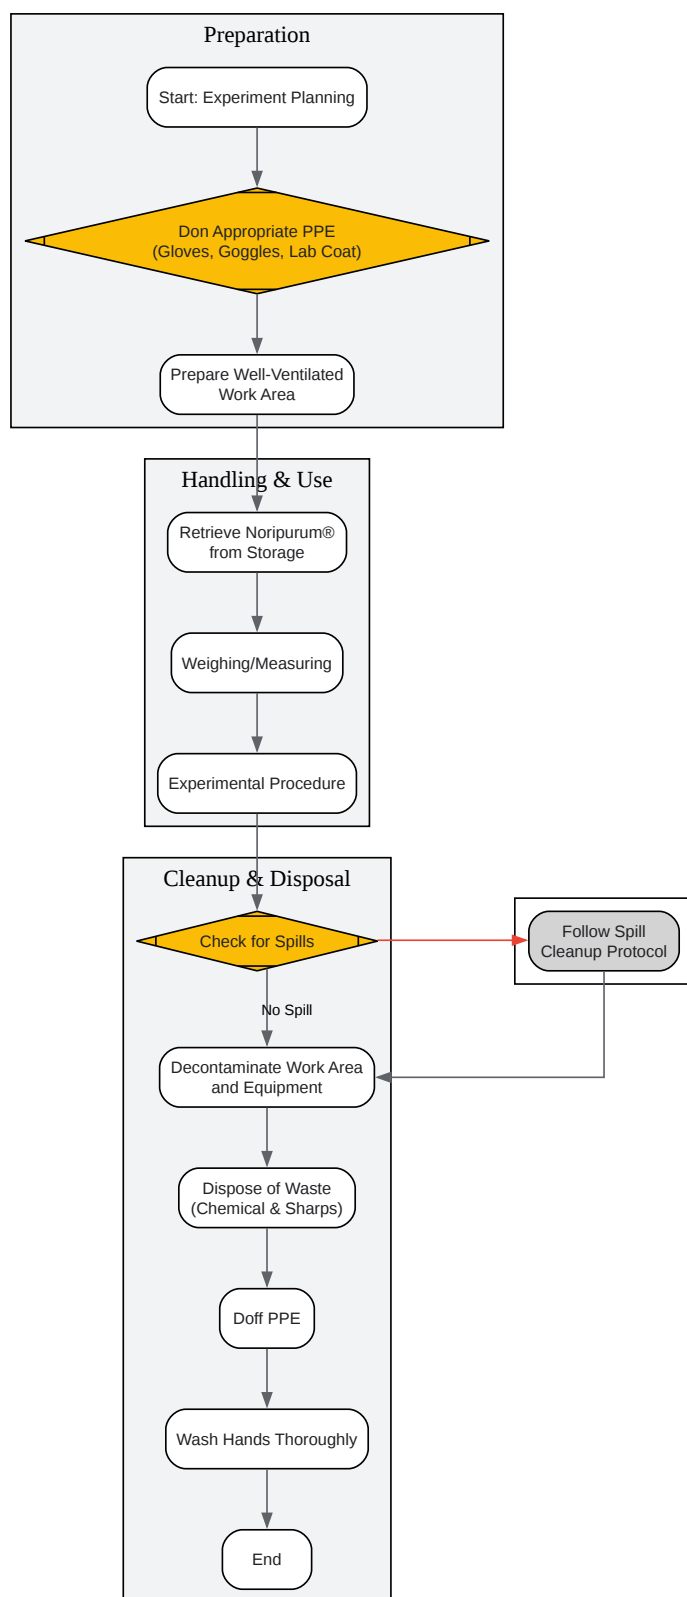 Preparation
Start: Experiment Planning
Don Appropriate PPE
(Gloves, Goggles, Lab Coat)
Prepare Well-Ventilated
Work Area
Handling & Use
Retrieve Noripurum®
from Storage
Weighing/Measuring
Experimental Procedure
Cleanup & Disposal
Check for Spills
Follow Spill
Cleanup Protocol
No Spill
Decontaminate Work Area
and Equipment
Dispose of Waste
(Chemical & Sharps)
Doff PPE
Wash Hands Thoroughly
End